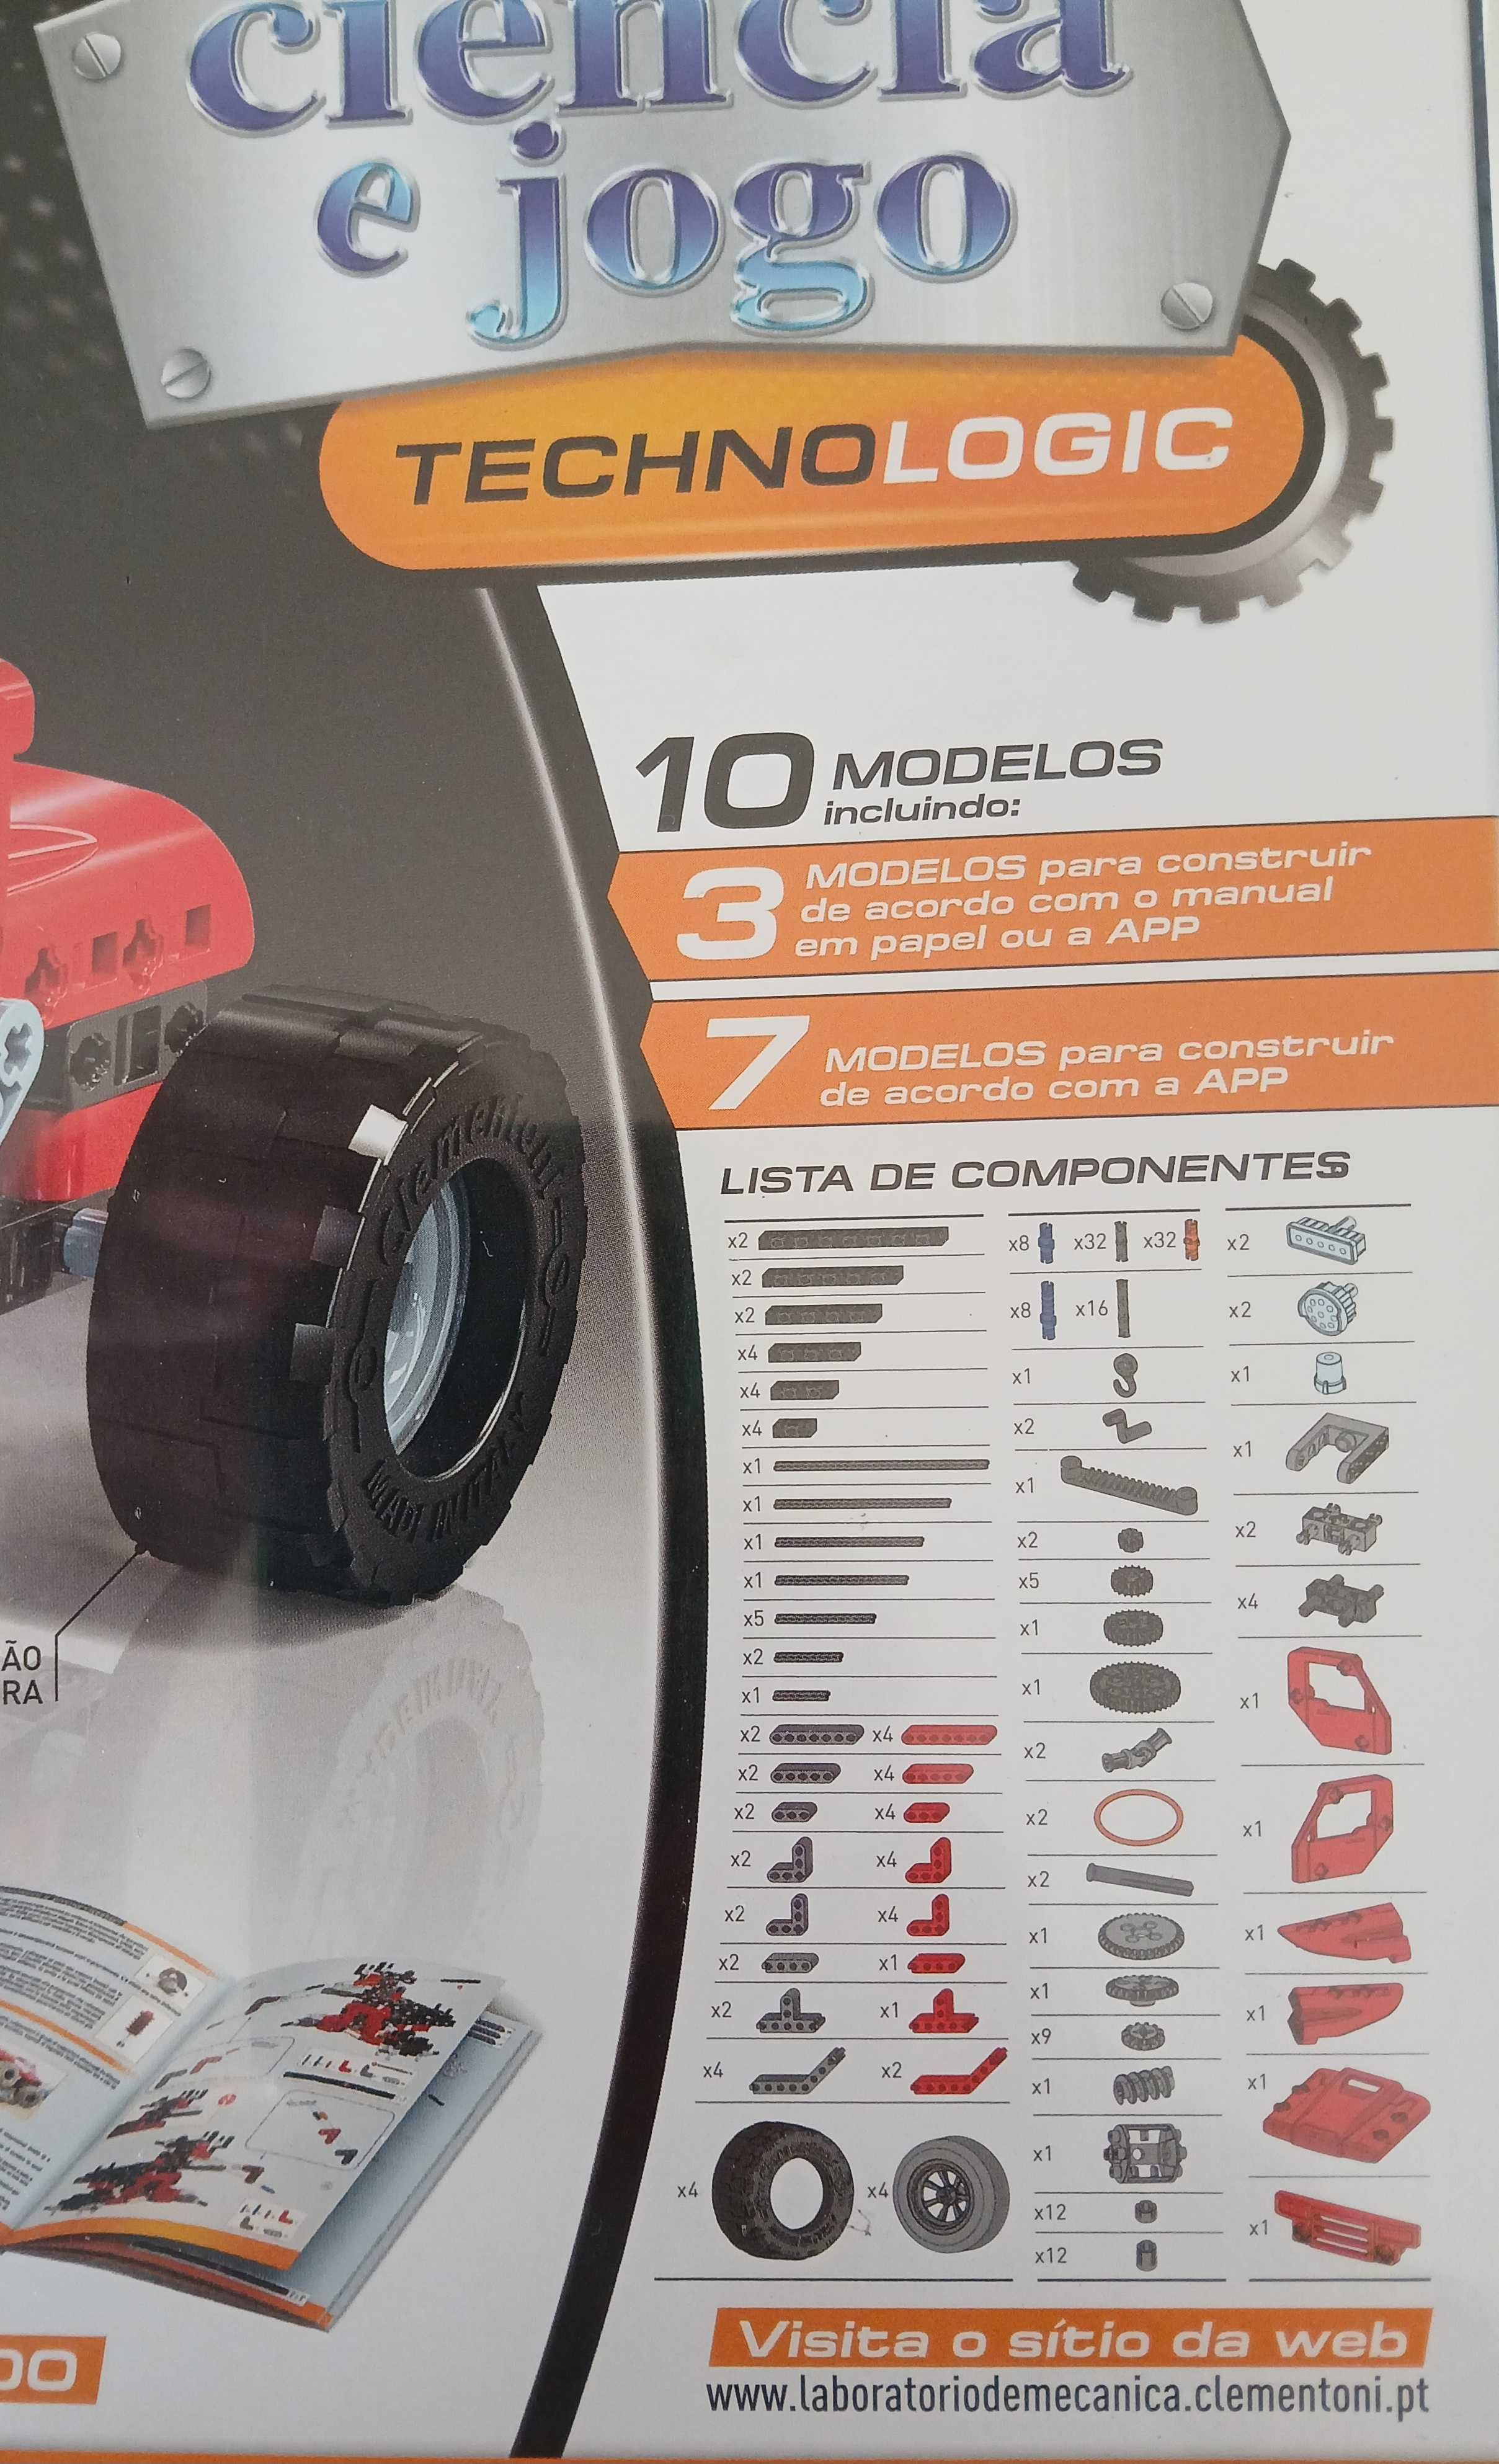 ciência
e jogo
TECHNOLOGIC
10 MODELOS
incluindo:
3 MODELOS para construir
de acordo com o manual
em papel ou a APP
7 MODELOS para construir
de acordo com a APP
Clementoni
MADE IN ITALY
ÃO
RA
LISTA DE COMPONENTES
x2
x2
x2
x4
x4
x4
x1
x1
x1
x1
x5
x2
x1
x2 x4
x2 x4
x2 x4
x2 x4
x2 x4
x2 x1
x2 x1
x4 x2
x4 x4
x8 x32 x32
x8 x16
x1
x2
x1
x2
x5
x1
x1
x2
x2
x2
x1
x1
x9
x1
x1
x12
x12
x2
x2
x1
x1
x2
x4
x1
x1
x1
x1
x1
x1
DO
Visita o sítio da web
www.laboratoriodemecanica.clementoni.pt